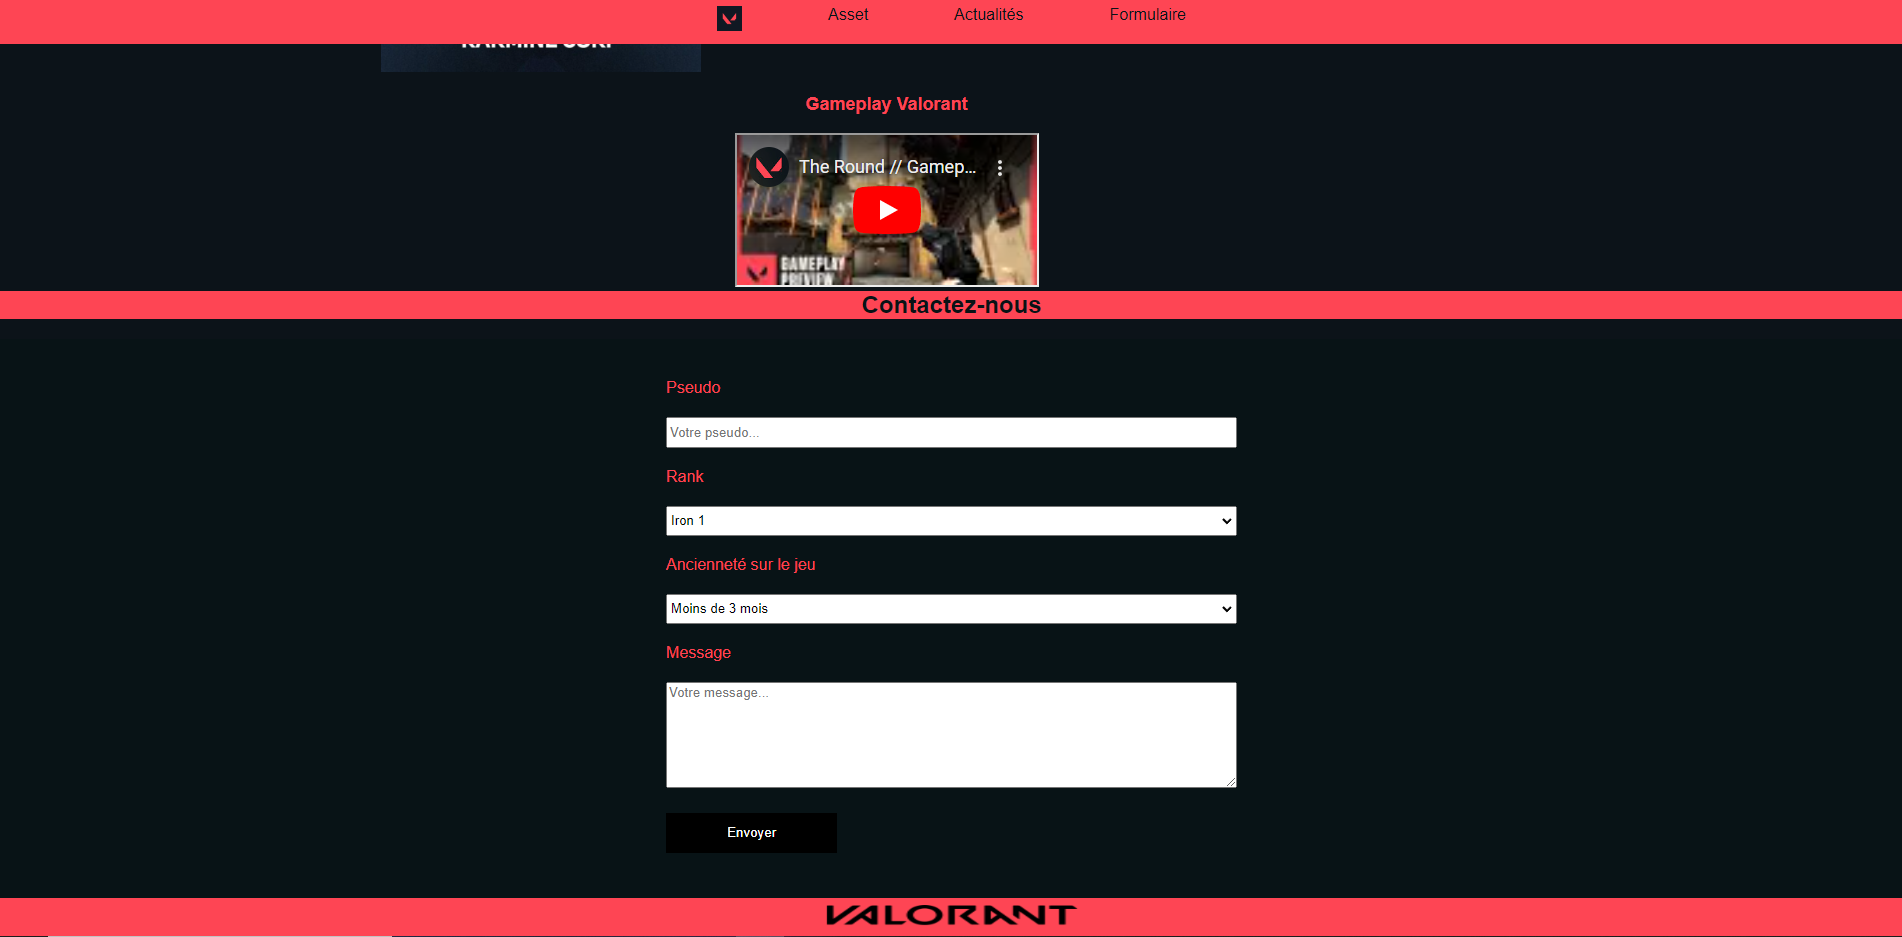 Asset
Actualités
Formulaire
Gameplay Valorant
The Round // Gamep...
GAMEPLAY
PREVIEW
Contactez-nous
Pseudo
Votre pseudo...
Rank
Iron 1
Ancienneté sur le jeu
Moins de 3 mois
Message
Votre message...
Envoyer
VALORANT